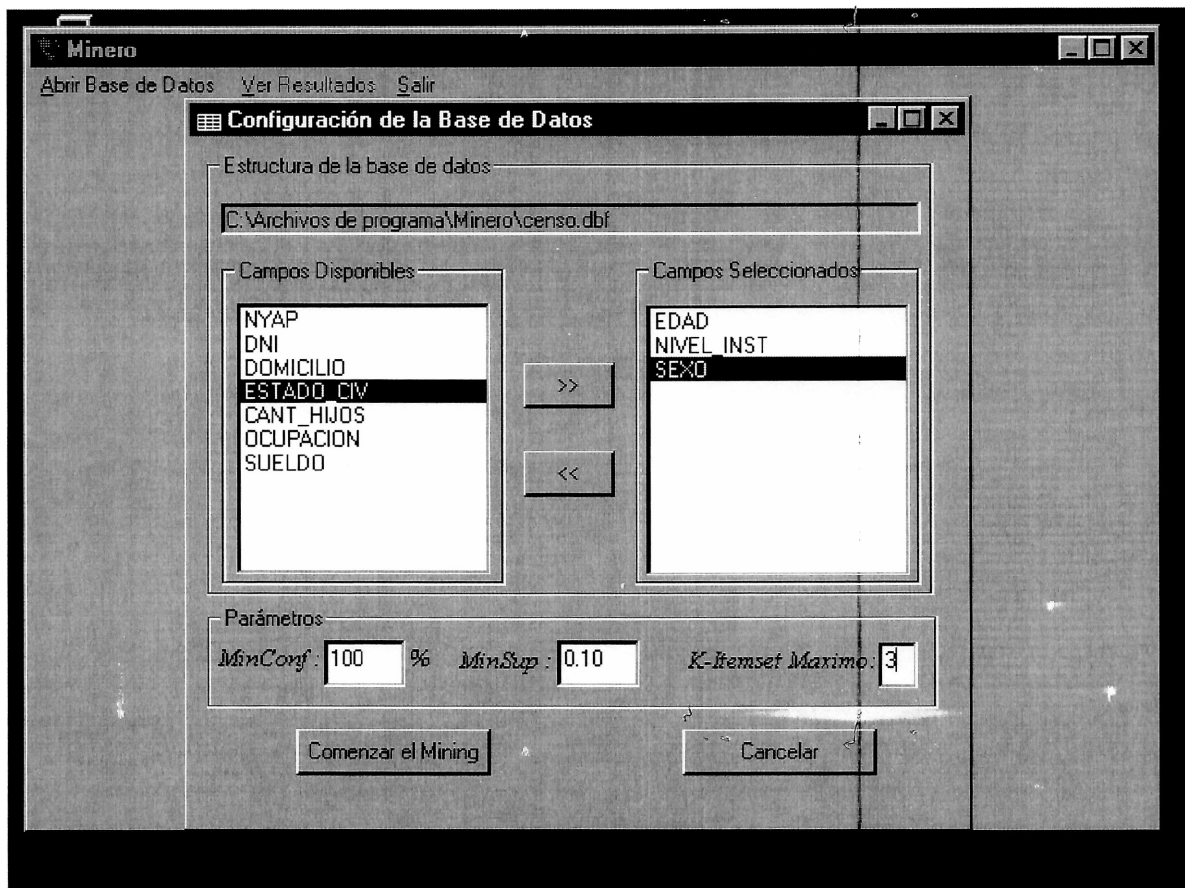 Minero
Abrir Base de Datos Ver Resultados Salir
Configuración de la Base de Datos
Estructura de la base de datos
C:\Archivos de programa\Minero\censo.dbf
Campos Disponibles
NYAP
DNI
DOMICILIO
ESTADO_CIV
CANT_HIJOS
OCUPACION
SUELDO
>>
<<
Campos Seleccionados
EDAD
NIVEL_INST
SEXO
Parámetros
MinConf : 100 % MinSup : 0.10 K-Itemset Maximo: 3
Comenzar el Mining Cancelar